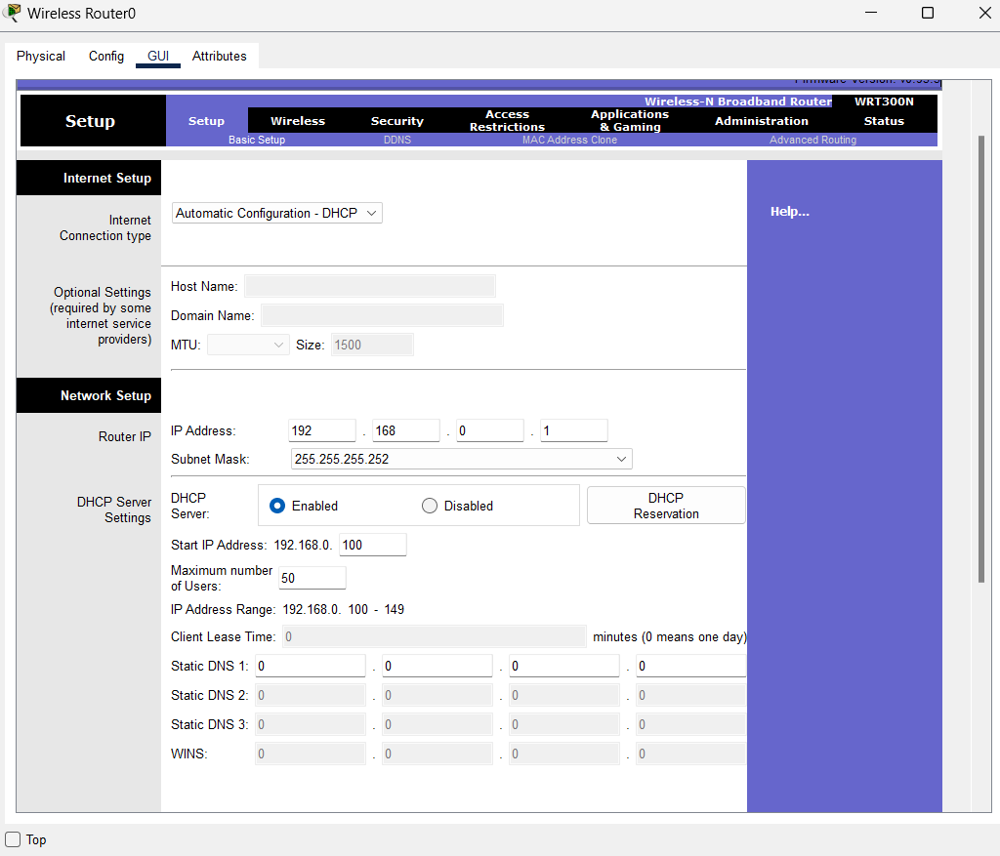 Wireless Router0
Physical Config GUI Attributes
Firmware Version: v0.93.3
Wireless-N Broadband Router WRT300N
Setup
Setup Wireless Security Access Restrictions Applications & Gaming Administration Status
Basic Setup DDNS MAC Address Clone Advanced Routing
Internet Setup
Internet
Connection type
Automatic Configuration - DHCP
Help...
Optional Settings
(required by some
internet service
providers)
Host Name:
Domain Name:
MTU: Size: 1500
Network Setup
Router IP
IP Address: 192 . 168 . 0 . 1
Subnet Mask: 255.255.255.252
DHCP Server
Settings
DHCP
Server:
Enabled Disabled
DHCP
Reservation
Start IP Address: 192.168.0. 100
Maximum number
of Users:
50
IP Address Range: 192.168.0. 100 - 149
Client Lease Time: 0 minutes (0 means one day)
Static DNS 1: 0 . 0 . 0 . 0
Static DNS 2: 0 . 0 . 0 . 0
Static DNS 3: 0 . 0 . 0 . 0
WINS: 0 . 0 . 0 . 0
Top